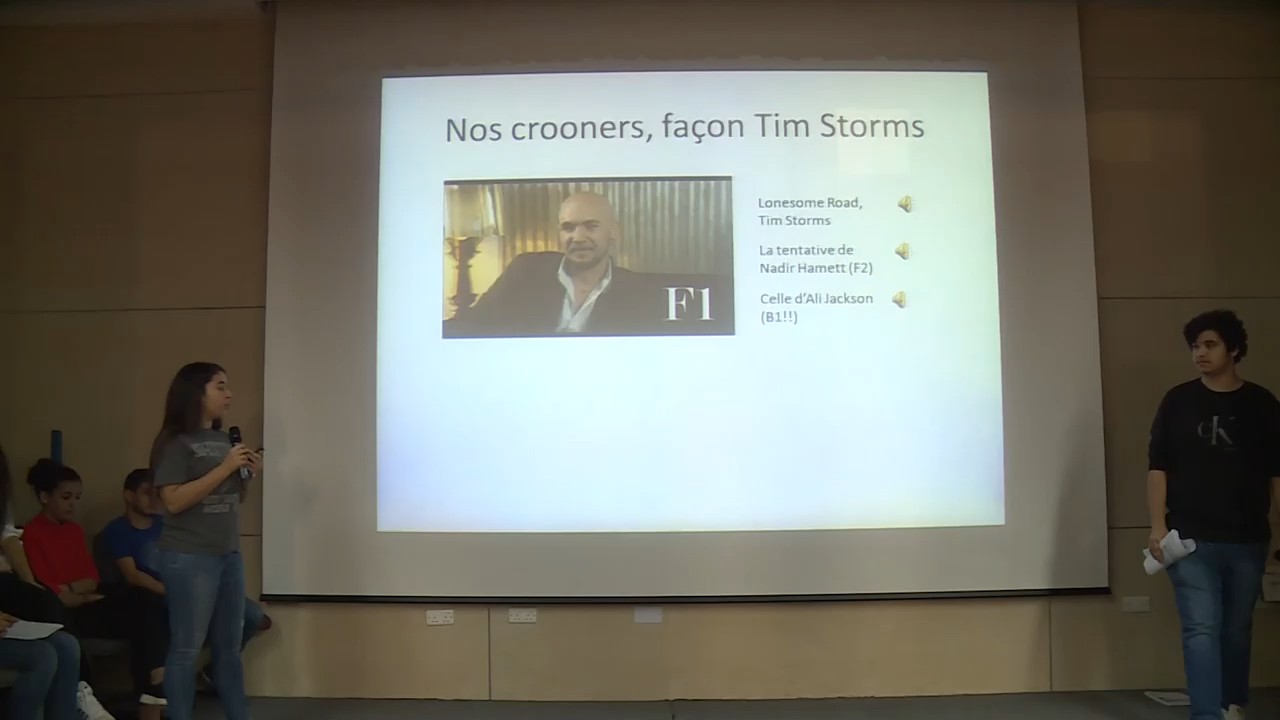 Nos crooners, façon Tim Storms
F1
Lonesome Road,
Tim Storms
La tentative de
Nadir Hamett (F2)
Celle d'Ali Jackson
(B1!!)
CK